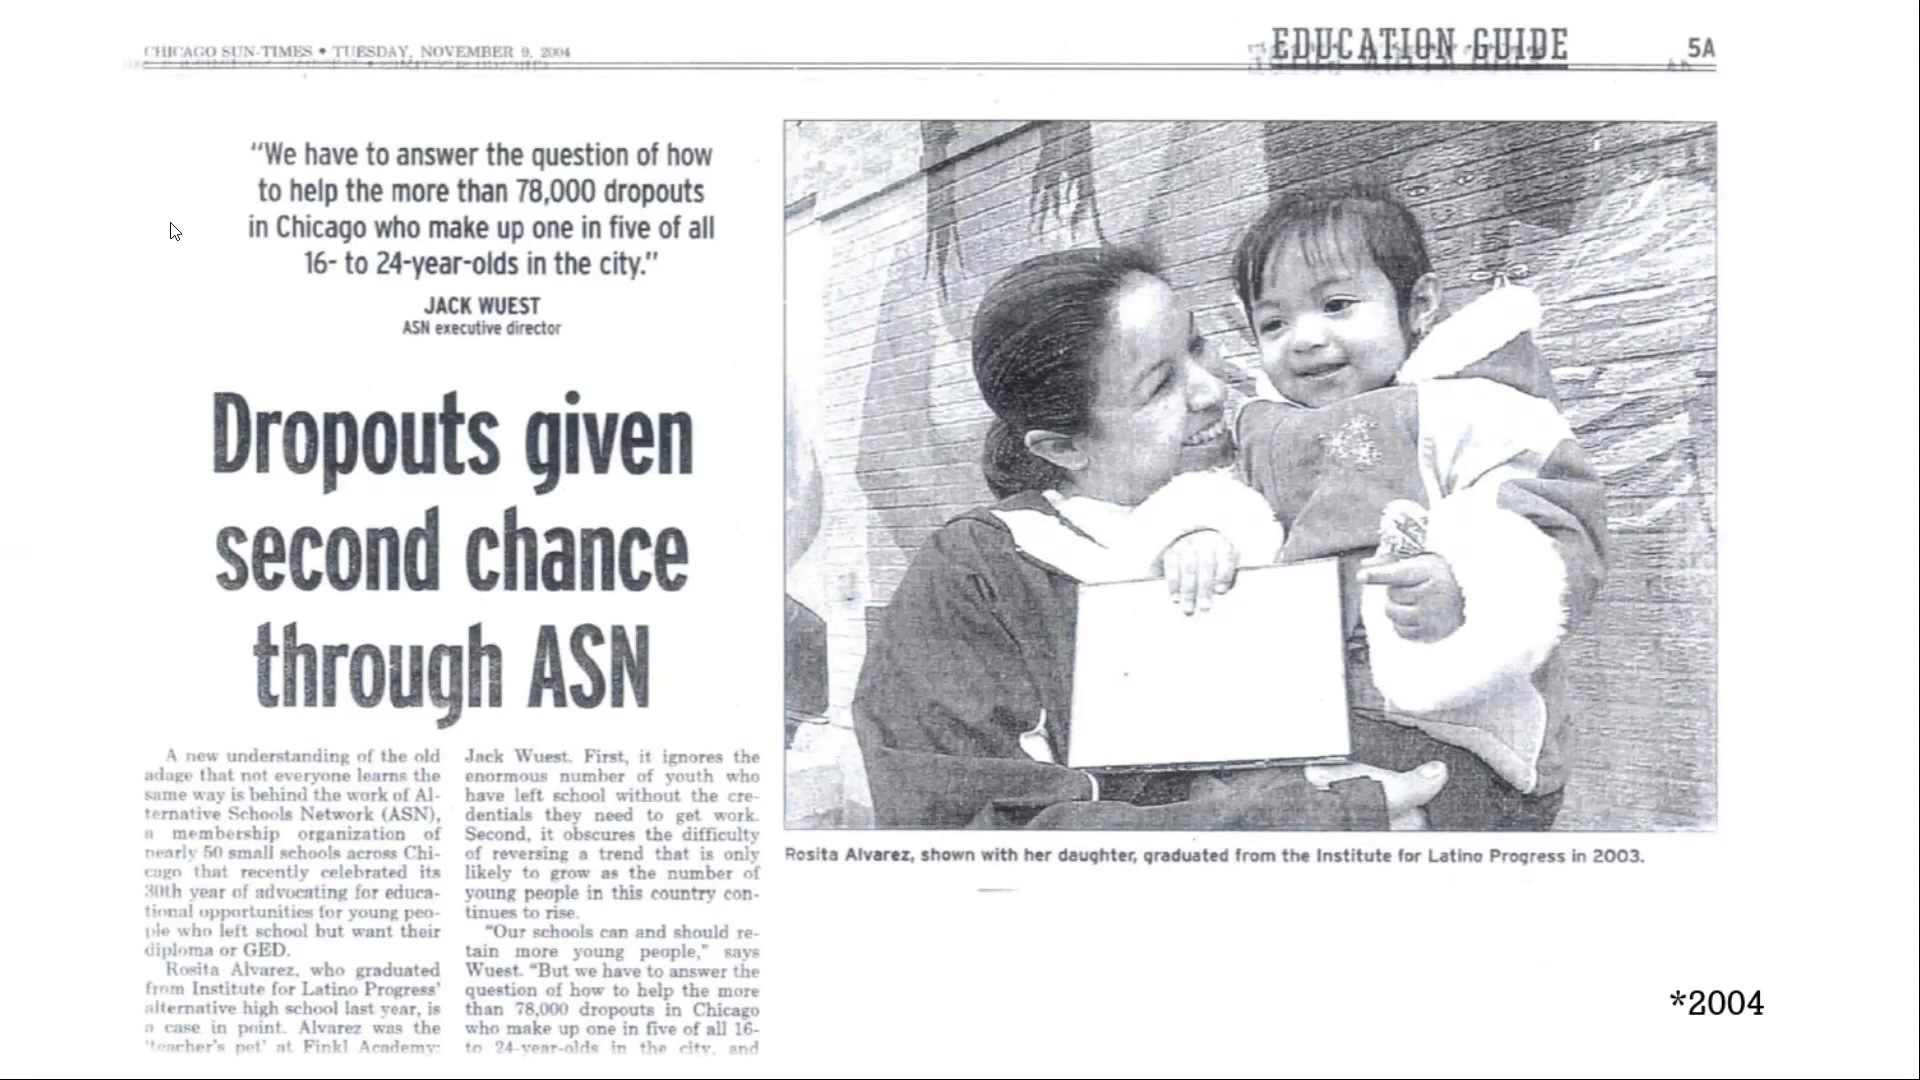 CHICAGO SUN-TIMES • TUESDAY, NOVEMBER 9, 2004
EDUCATION GUIDE
5A
“We have to answer the question of how
to help the more than 78,000 dropouts
in Chicago who make up one in five of all
16- to 24-year-olds in the city.”
JACK WUEST
ASN executive director
Dropouts given
second chance
through ASN
A new understanding of the old
adage that not everyone learns the
same way is behind the work of Al-
ternative Schools Network (ASN),
a membership organization of
nearly 50 small schools across Chi-
cago that recently celebrated its
30th year of advocating for educa-
tional opportunities for young peo-
ple who left school but want their
diploma or GED.
Rosita Alvarez, who graduated
from Institute for Latino Progress’
alternative high school last year, is
a case in point. Alvarez was the
‘teacher’s pet’ at Finkl Academy:
Jack Wuest. First, it ignores the
enormous number of youth who
have left school without the cre-
dentials they need to get work.
Second, it obscures the difficulty
of reversing a trend that is only
likely to grow as the number of
young people in this country con-
tinues to rise.
“Our schools can and should re-
tain more young people,” says
Wuest. “But we have to answer the
question of how to help the more
than 78,000 dropouts in Chicago
who make up one in five of all 16-
to 24-year-olds in the city, and
Rosita Alvarez, shown with her daughter, graduated from the Institute for Latino Progress in 2003.
*2004